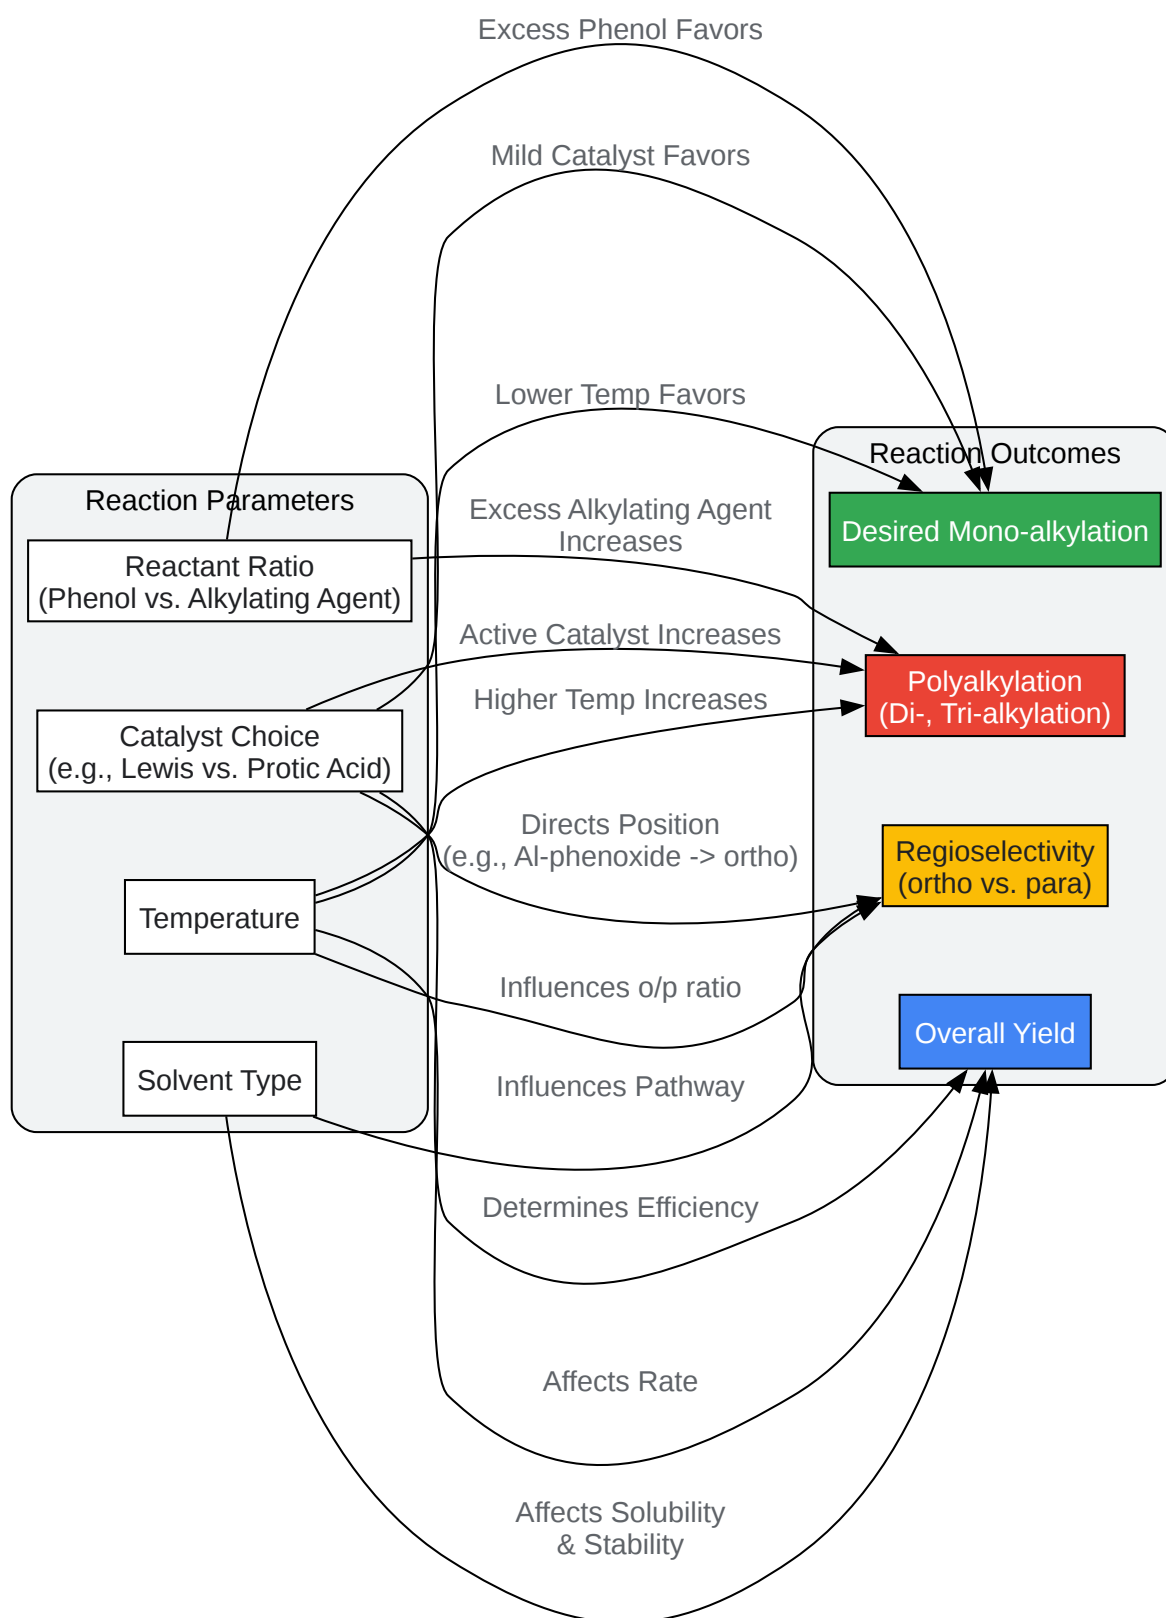 Excess Phenol Favors
Mild Catalyst Favors
Lower Temp Favors
Reaction Outcomes
Reaction Parameters
Excess Alkylating Agent
Increases
Desired Mono-alkylation
Reactant Ratio
(Phenol vs. Alkylating Agent)
Active Catalyst Increases
Higher Temp Increases
Polyalkylation
(Di-, Tri-alkylation)
Catalyst Choice
(e.g., Lewis vs. Protic Acid)
Directs Position
(e.g., Al-phenoxide -> ortho)
Regioselectivity
(ortho vs. para)
Temperature
Influences o/p ratio
Overall Yield
Solvent Type
Influences Pathway
Determines Efficiency
Affects Rate
Affects Solubility
& Stability